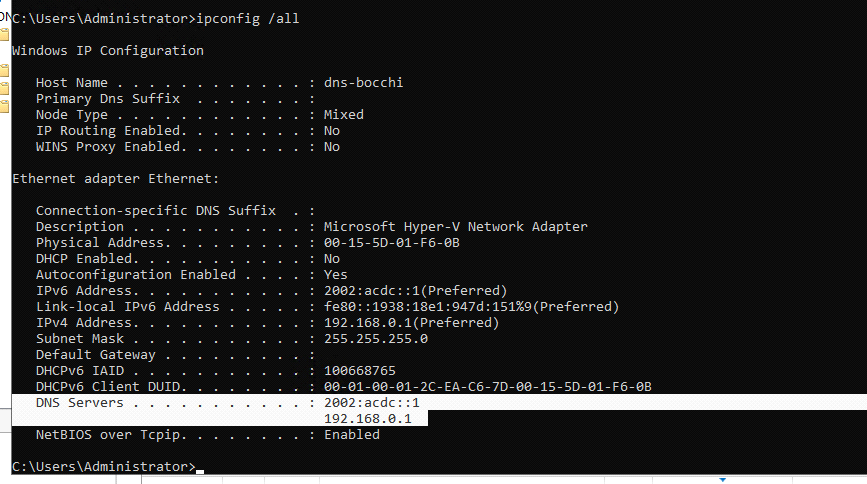 ON
C:\Users\Administrator>ipconfig /all
Windows IP Configuration
Host Name . . . . . . . . . . . . : dns-bocchi
Primary Dns Suffix  . . . . . . . :
Node Type . . . . . . . . . . . . : Mixed
IP Routing Enabled. . . . . . . . : No
WINS Proxy Enabled. . . . . . . . : No
Ethernet adapter Ethernet:
Connection-specific DNS Suffix  . :
Description . . . . . . . . . . . : Microsoft Hyper-V Network Adapter
Physical Address. . . . . . . . . : 00-15-5D-01-F6-0B
DHCP Enabled. . . . . . . . . . . : No
Autoconfiguration Enabled . . . . : Yes
IPv6 Address. . . . . . . . . . . : 2002:acdc::1(Preferred)
Link-local IPv6 Address . . . . . : fe80::1938:18e1:947d:151%9(Preferred)
IPv4 Address. . . . . . . . . . . : 192.168.0.1(Preferred)
Subnet Mask . . . . . . . . . . . : 255.255.255.0
Default Gateway . . . . . . . . . :
DHCPv6 IAID . . . . . . . . . . . : 100668765
DHCPv6 Client DUID. . . . . . . . : 00-01-00-01-2C-EA-C6-7D-00-15-5D-01-F6-0B
DNS Servers . . . . . . . . . . . : 2002:acdc::1
192.168.0.1
NetBIOS over Tcpip. . . . . . . . : Enabled
C:\Users\Administrator>